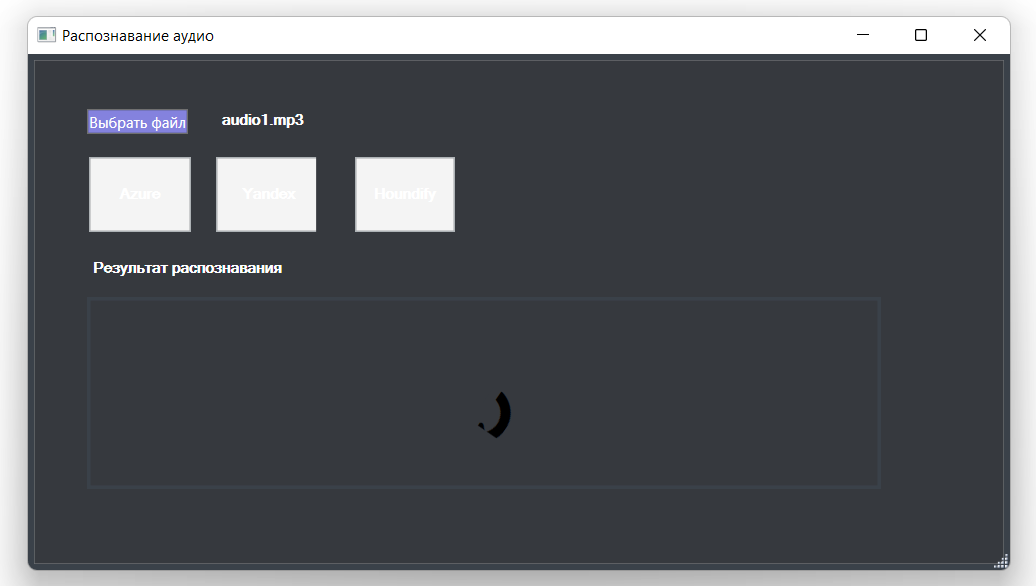 Распознавание аудио
Выбрать файл
audio1.mp3
Azure
Yandex
Houndify
Результат распознавания